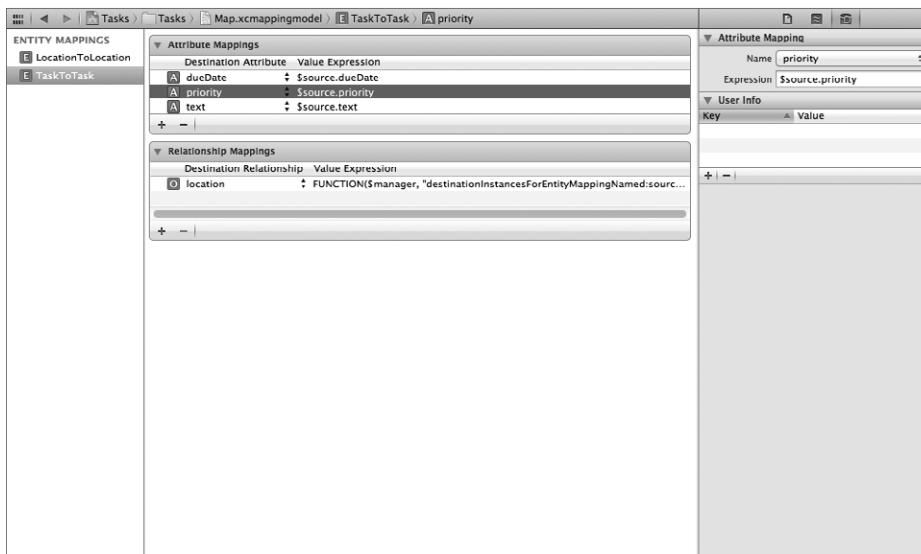 Tasks Tasks Map.xcmappingmodel E TaskToTask A priority
ENTITY MAPPINGS
E LocationToLocation
E TaskToTask
Attribute Mappings
Destination Attribute Value Expression
A dueDate $source.dueDate
A priority $source.priority
A text $source.text
+ −
Relationship Mappings
Destination Relationship Value Expression
O location FUNCTION($manager, "destinationInstancesForEntityMappingNamed:sourc...
+ −
Attribute Mapping
Name priority
Expression $source.priority
User Info
Key Value
+ −